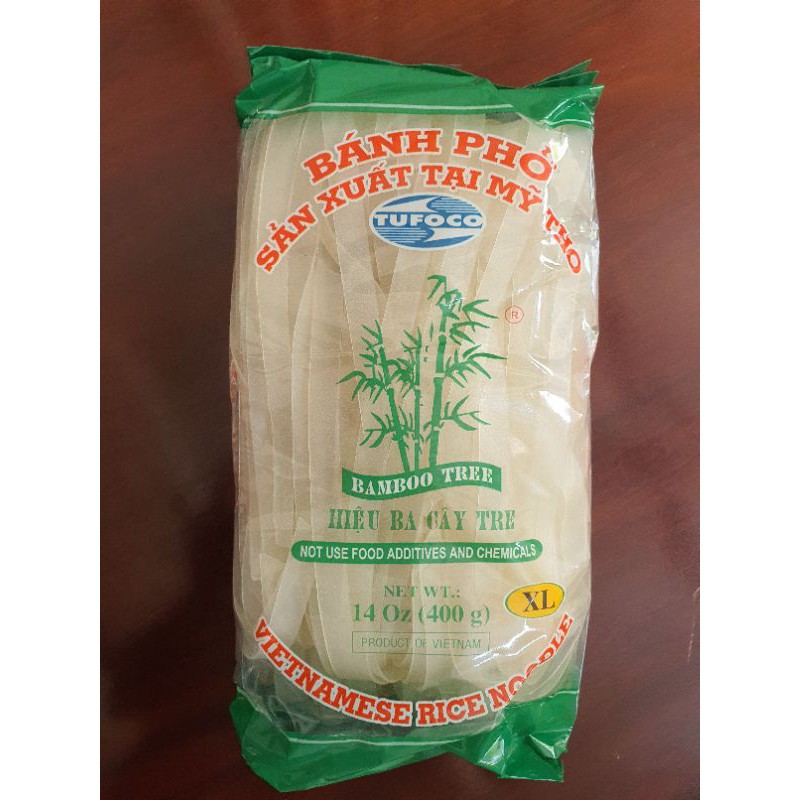 BÁNH PHỞ
SẢN XUẤT TẠI MỸ THO
TUFOCO
®
BAMBOO TREE
HIỆU BA CÂY TRE
NOT USE FOOD ADDITIVES AND CHEMICALS
NET WT.:
14 Oz (400 g)
XL
PRODUCT OF VIETNAM
VIETNAMESE RICE NOODLE